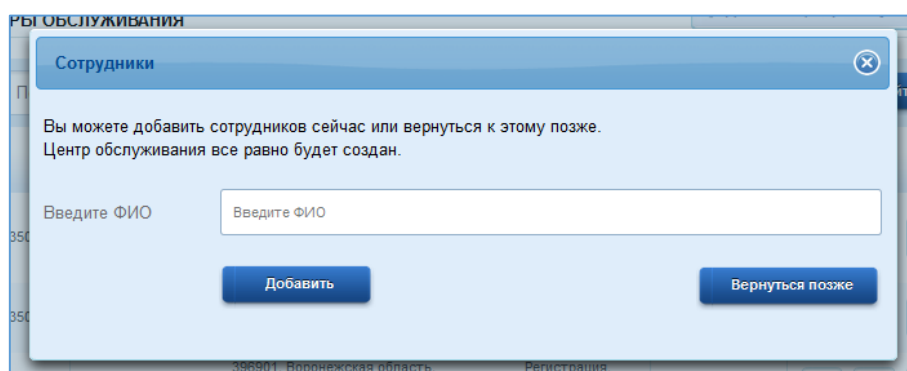 РЫ ОБСЛУЖИВАНИЯ
Сотрудники
Вы можете добавить сотрудников сейчас или вернуться к этому позже.
Центр обслуживания все равно будет создан.
Введите ФИО
Введите ФИО
Добавить
Вернуться позже
396901, Воронежская область
Регистрация